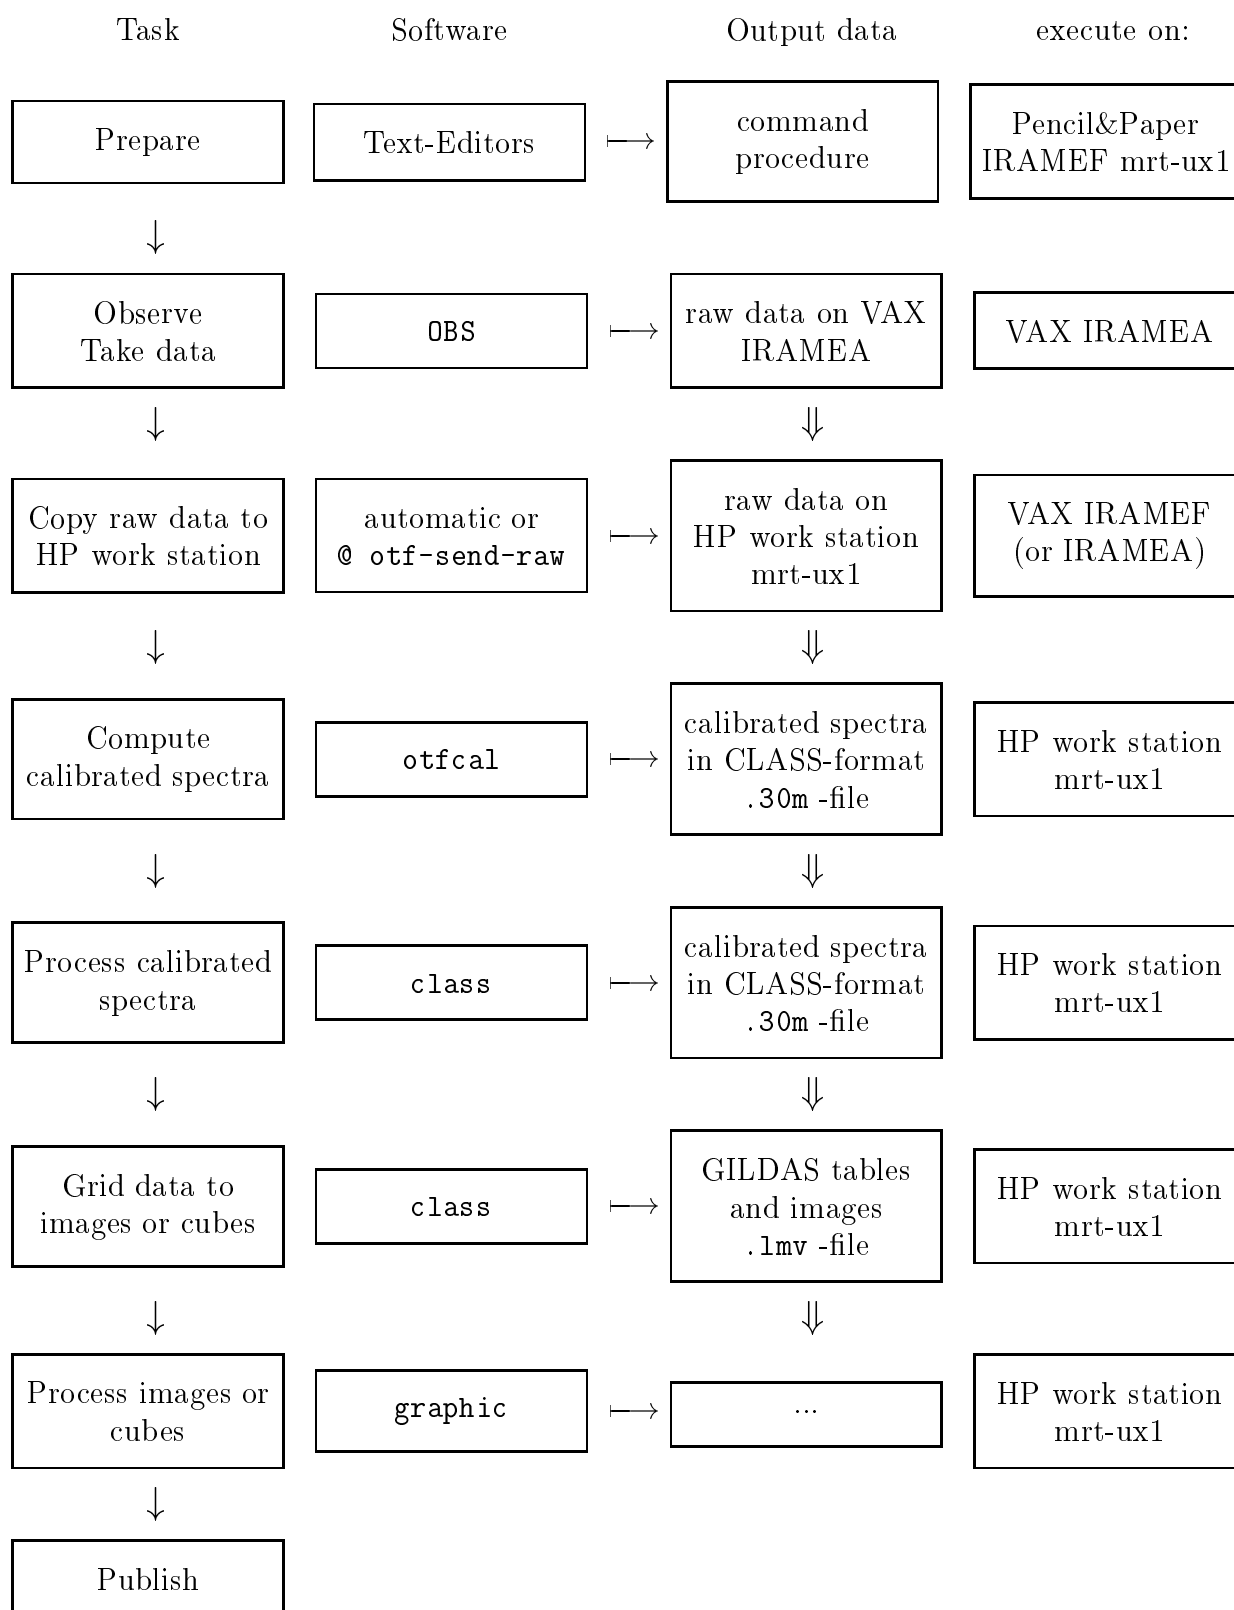 Task
Software
Output data
execute on:
Prepare
Text-Editors
⟼
command
procedure
Pencil&Paper
IRAMEF mrt-ux1
↓
Observe
Take data
OBS
⟼
raw data on VAX
IRAMEA
VAX IRAMEA
↓
⇓
Copy raw data to
HP work station
automatic or
@ otf-send-raw
⟼
raw data on
HP work station
mrt-ux1
VAX IRAMEF
(or IRAMEA)
↓
⇓
Compute
calibrated spectra
otfcal
⟼
calibrated spectra
in CLASS-format
.30m -file
HP work station
mrt-ux1
↓
⇓
Process calibrated
spectra
class
⟼
calibrated spectra
in CLASS-format
.30m -file
HP work station
mrt-ux1
↓
⇓
Grid data to
images or cubes
class
⟼
GILDAS tables
and images
.lmv -file
HP work station
mrt-ux1
↓
⇓
Process images or
cubes
graphic
⟼
...
HP work station
mrt-ux1
↓
Publish